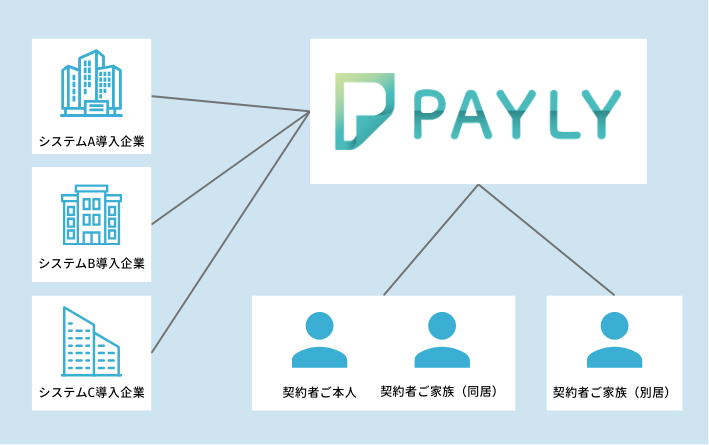 PAYLY
システムA導入企業
システムB導入企業
システムC導入企業
契約者ご本人
契約者ご家族（同居）
契約者ご家族（別居）